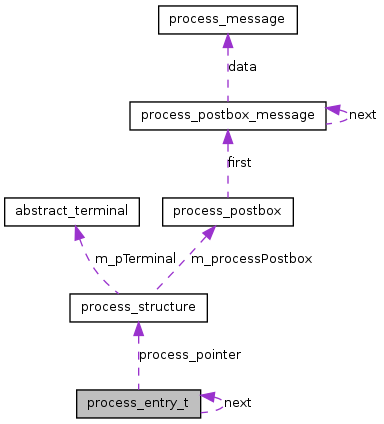 process_message
data
process_postbox_message
next
first
abstract_terminal
process_postbox
m_pTerminal
m_processPostbox
process_structure
process_pointer
process_entry_t
next